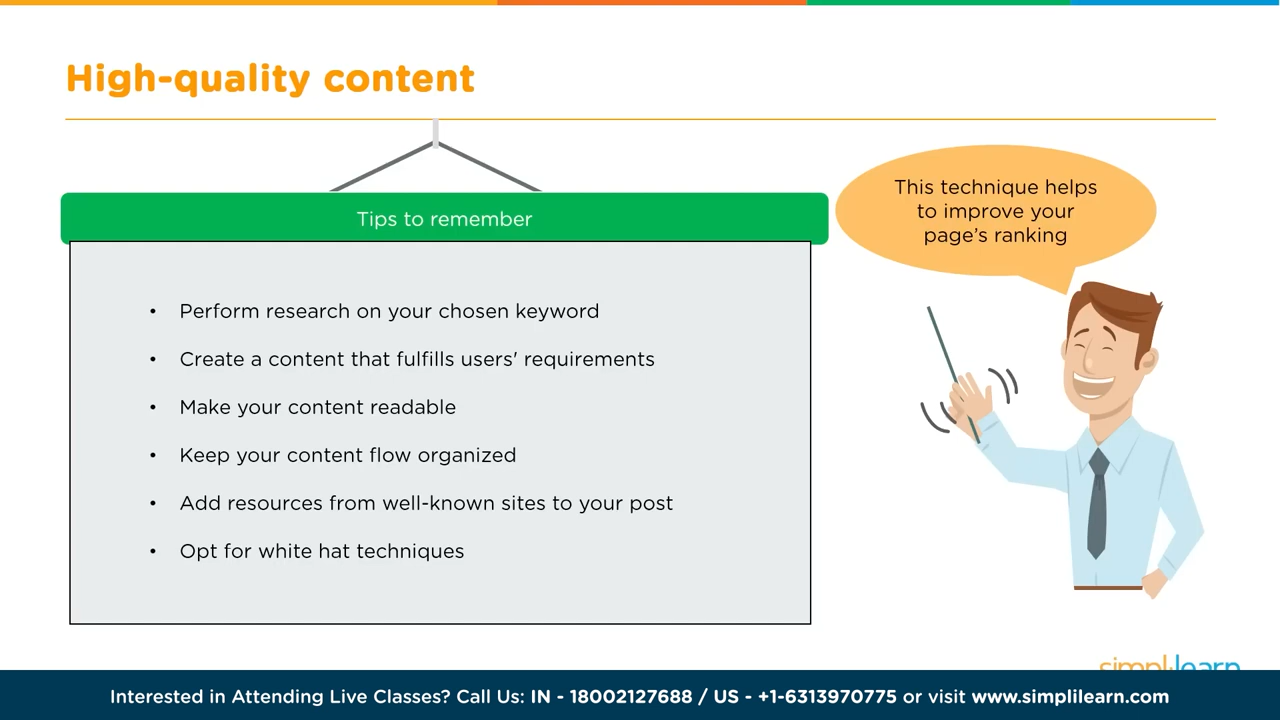 High-quality content
Tips to remember
This technique helps
to improve your
page's ranking
• Perform research on your chosen keyword
• Create a content that fulfills users' requirements
• Make your content readable
• Keep your content flow organized
• Add resources from well-known sites to your post
• Opt for white hat techniques
simplilearn
Interested in Attending Live Classes? Call Us: IN - 18002127688 / US - +1-6313970775 or visit www.simplilearn.com